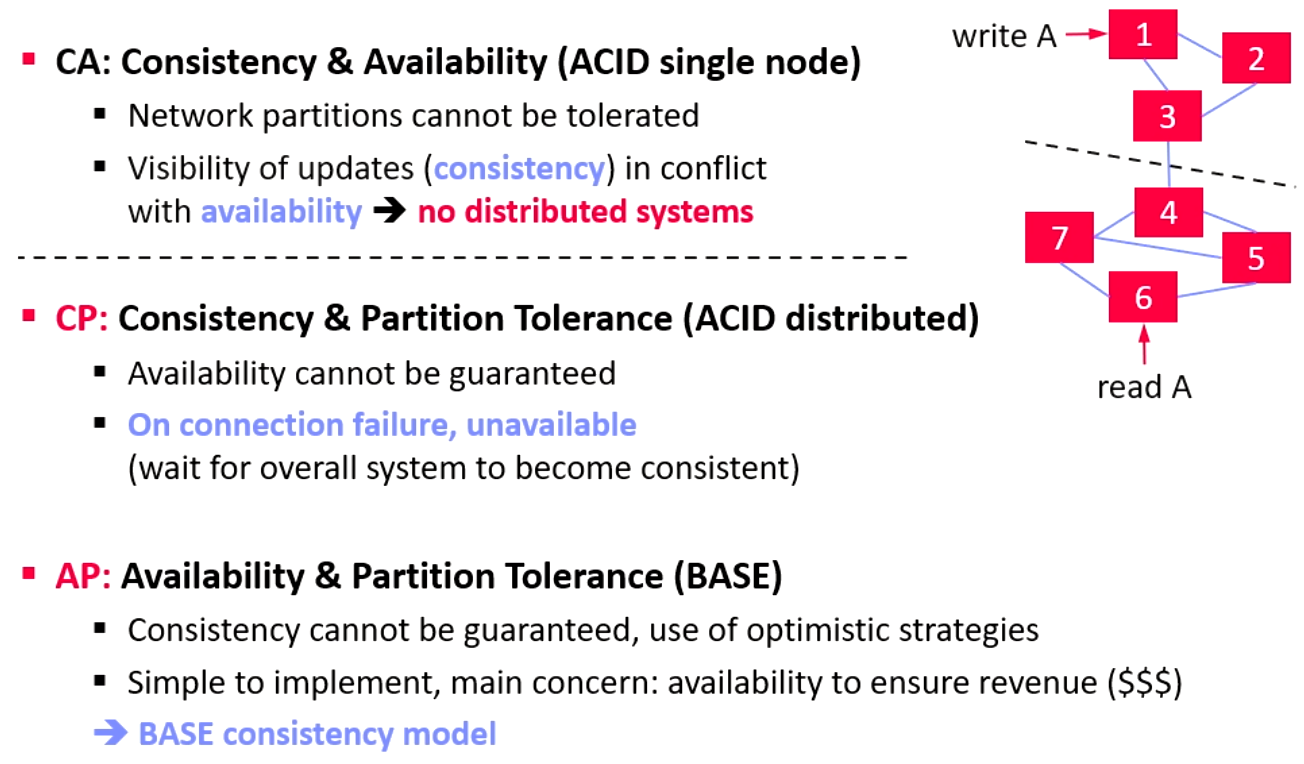 ▪ CA: Consistency & Availability (ACID single node)
▪ Network partitions cannot be tolerated
▪ Visibility of updates (consistency) in conflict
with availability ➔ no distributed systems
▪ CP: Consistency & Partition Tolerance (ACID distributed)
▪ Availability cannot be guaranteed
▪ On connection failure, unavailable
(wait for overall system to become consistent)
▪ AP: Availability & Partition Tolerance (BASE)
▪ Consistency cannot be guaranteed, use of optimistic strategies
▪ Simple to implement, main concern: availability to ensure revenue ($$$)
➔ BASE consistency model
write A
1
2
3
4
7
5
6
read A